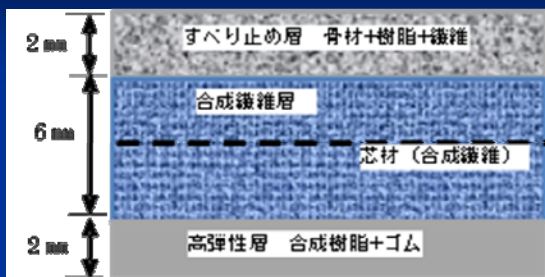 2 mm
すべり止め層 骨材+樹脂+繊維
合成繊維層
6 mm
芯材（合成繊維）
2 mm
高弾性層 合成樹脂+ゴム